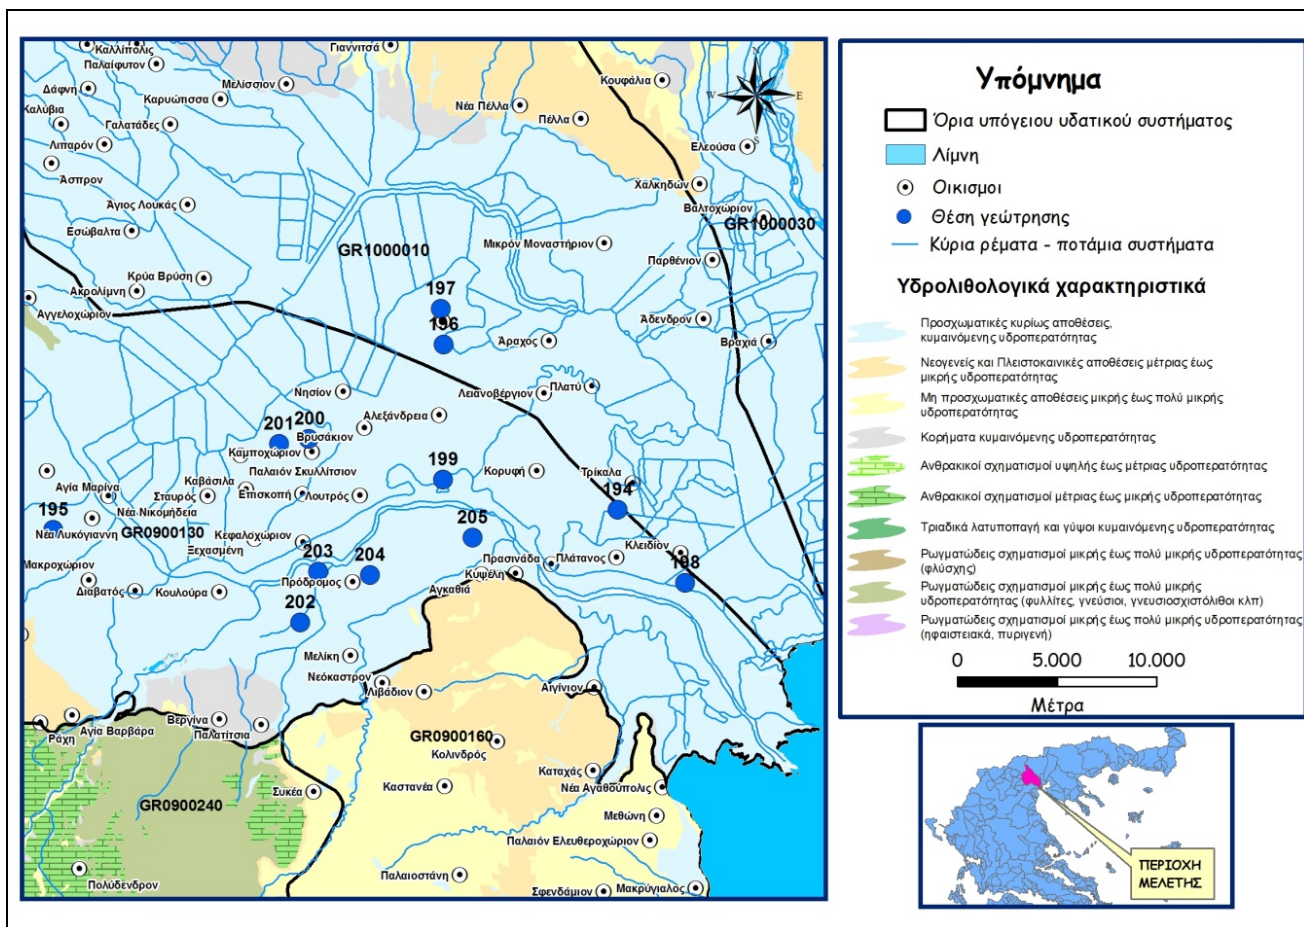 Καλλίπολις
Γιαννιτσά
Παλαίφυτον
Κουφάλια
N
Δάφνη
Μελίσσιον
Καρυώτισσα
W
E
Καλύβια
Νέα Πέλλα
Γαλατάδες
Πέλλα
S
Λιπαρόν
Ελεούσα
Άσπρον
Χαλκηδών
Άγιος Λουκάς
Βαλτοχώριον
GR1000030
Εσώβαλτα
GR1000010
Μικρόν Μοναστήριον
Παρθένιον
Κρύα Βρύση
Ακρολίμνη
197
Αγγελοχώριον
Άδενδρον
196
Άραχος
Βραχιά
Νησίον
Λειανοβέργιον
Πλατύ
201
200
Αλεξάνδρεια
Βρυσάκιον
Καμποχώριον
199
Κορυφή
Τρίκαλα
Παλαιόν Σκυλλίτσιον
Αγία Μαρίνα
Καβάσιλα
Σταυρός
Επισκοπή
Λουτρός
194
195
Νέα Νικομήδεια
Νέα Λυκόγιαννη
GR0900130
Κεφαλοχώριον
205
Ξεχασμένη
203
204
Πρασινάδα
Πλάτανος
Κλειδίον
Μακροχώριον
Κυψέλη
198
Διαβατός
Κουλούρα
Πρόδρομος
Αγκαθιά
202
Μελίκη
Νεόκαστρον
Λιβάδιον
Αιγίνιον
Βεργίνα
Ράχη
Αγία Βαρβάρα
Παλατίτσια
GR0900160
Κολινδρός
Καταχάς
Συκέα
Καστανέα
Νέα Αγαθούπολις
GR0900240
Μεθώνη
Παλαιόν Ελευθεροχώριον
Πολύδενδρον
Παλαιοστάνη
Σφενδάμιον
Μακρύγιαλος
Υπόμνημα
Όρια υπόγειου υδατικού συστήματος
Λίμνη
Οικισμοι
Θέση γεώτρησης
Κύρια ρέματα - ποτάμια συστήματα
Υδρολιθολογικά χαρακτηριστικά
Προσχωματικές κυρίως αποθέσεις,
κυμαινόμενης υδροπερατότητας
Νεογενείς και Πλειστοκαινικές αποθέσεις μέτριας έως
μικρής υδροπερατότητας
Μη προσχωματικές αποθέσεις μικρής έως πολύ μικρής
υδροπερατότητας
Κορήματα κυμαινόμενης υδροπερατότητας
Ανθρακικοί σχηματισμοί υψηλής έως μέτριας υδροπερατότητας
Ανθρακικοί σχηματισμοί μέτριας έως μικρής υδροπερατότητας
Τριαδικά λατυποπαγή και γύψοι κυμαινόμενης υδροπερατότητας
Ρωγματώδεις σχηματισμοί μικρής έως πολύ μικρής υδροπερατότητας
(φλύσχης)
Ρωγματώδεις σχηματισμοί μικρής έως πολύ μικρής
υδροπερατότητας (φυλλίτες, γνεύσιοι, γνευσιοσχιστόλιθοι κλπ)
Ρωγματώδεις σχηματισμοί μικρής έως πολύ μικρής υδροπερατότητας
(ηφαιστειακά, πυριγενή)
0 5.000 10.000
Μέτρα
ΠΕΡΙΟΧΗ
ΜΕΛΕΤΗΣ